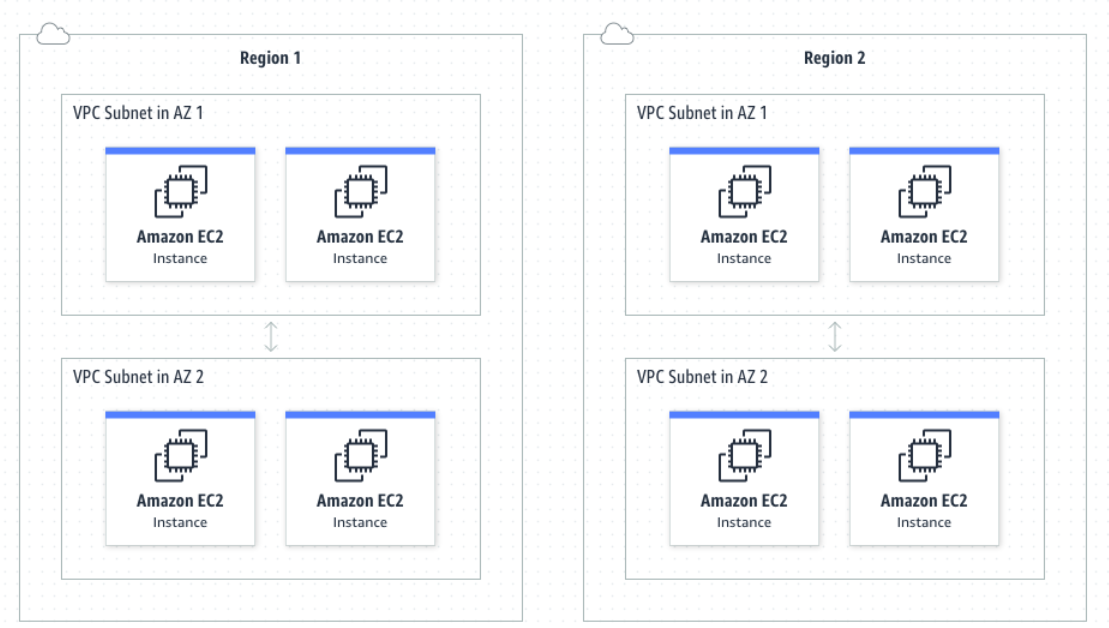 Region 1
VPC Subnet in AZ 1
Amazon EC2
Instance
Amazon EC2
Instance
VPC Subnet in AZ 2
Amazon EC2
Instance
Amazon EC2
Instance
Region 2
VPC Subnet in AZ 1
Amazon EC2
Instance
Amazon EC2
Instance
VPC Subnet in AZ 2
Amazon EC2
Instance
Amazon EC2
Instance